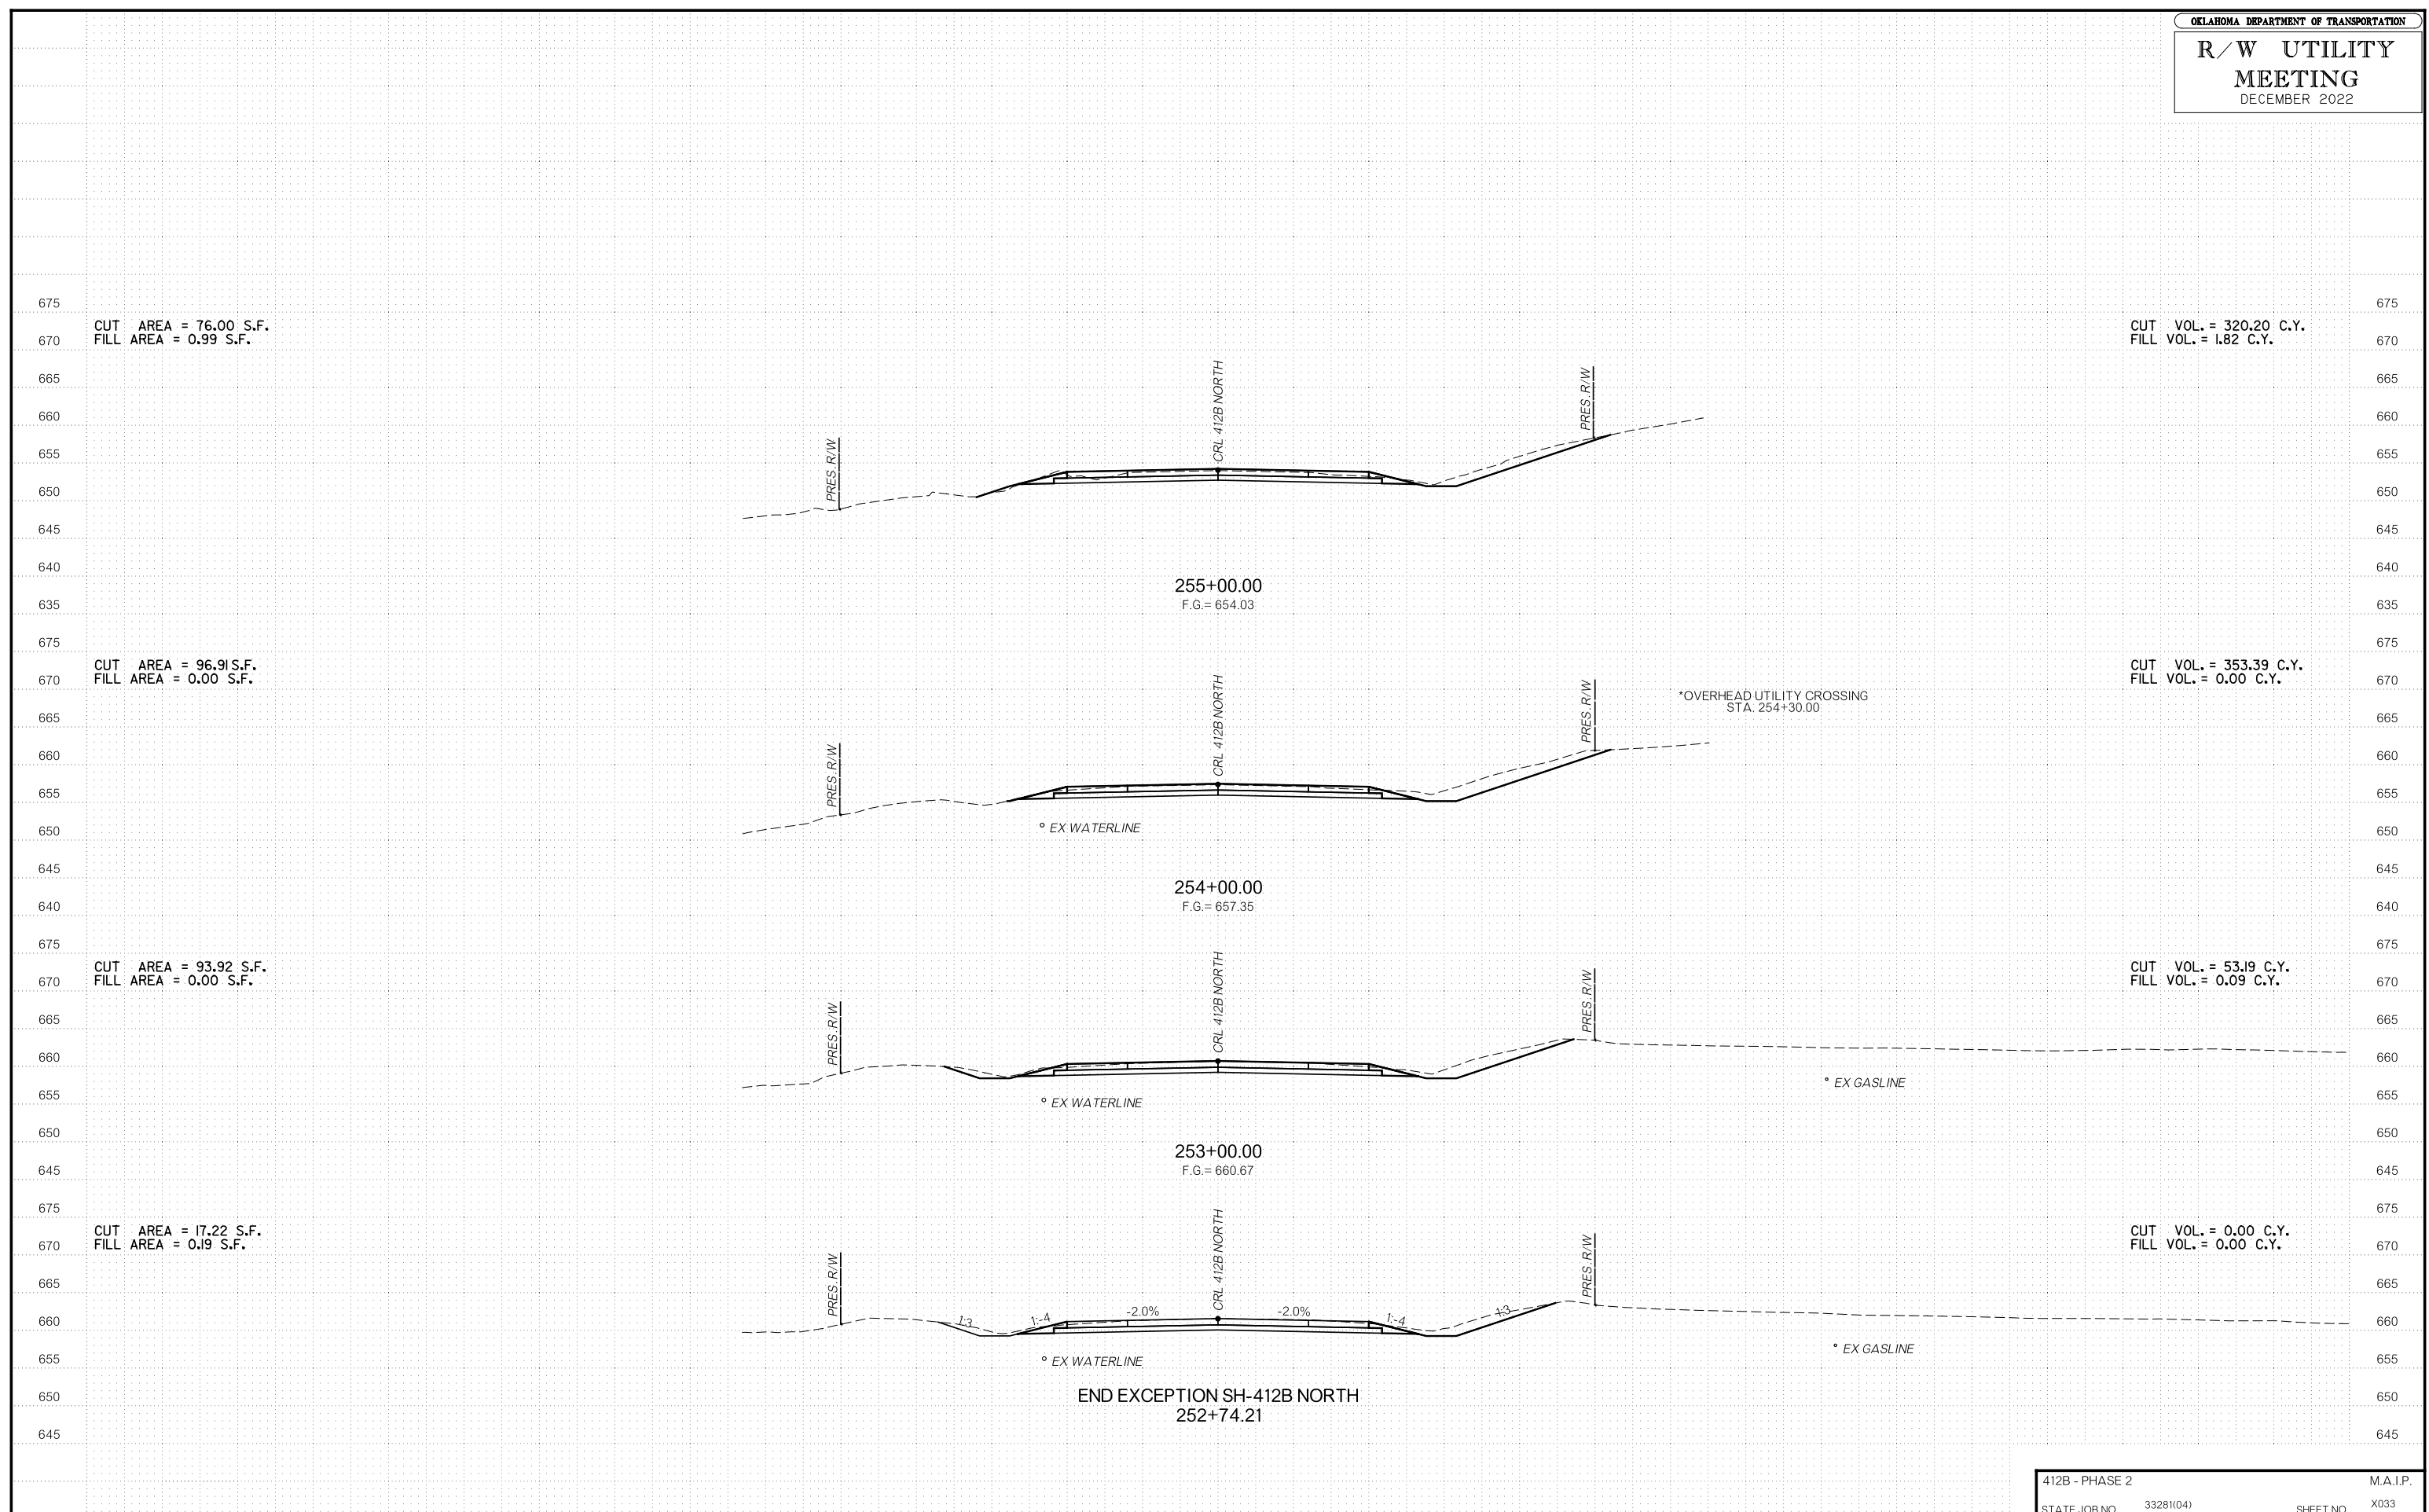 OKLAHOMA DEPARTMENT OF TRANSPORTATION
R/W UTILITY
MEETING
DECEMBER 2022
675 675
CUT AREA = 76.00 S.F. CUT VOL. = 320.20 C.Y.
FILL AREA = 0.99 S.F. FILL VOL. = 1.82 C.Y.
670 670
665 665
CRL 412B NORTH
PRES. R/W
660 660
PRES. R/W
655 655
650 650
645 645
640 640
255+00.00
F.G.= 654.03
635 635
675 675
CUT AREA = 96.91 S.F. CUT VOL. = 353.39 C.Y.
FILL AREA = 0.00 S.F. FILL VOL. = 0.00 C.Y.
670 670
*OVERHEAD UTILITY CROSSING
STA. 254+30.00
CRL 412B NORTH
PRES. R/W
665 665
660 660
PRES. R/W
655 655
° EX WATERLINE
650 650
645 645
254+00.00
F.G.= 657.35
640 640
675 675
CUT AREA = 93.92 S.F. CUT VOL. = 53.19 C.Y.
FILL AREA = 0.00 S.F. FILL VOL. = 0.09 C.Y.
670 670
CRL 412B NORTH
PRES. R/W
665 665
PRES. R/W
660 660
° EX GASLINE
655 655
° EX WATERLINE
650 650
253+00.00
F.G.= 660.67
645 645
675 675
CUT AREA = 17.22 S.F. CUT VOL. = 0.00 C.Y.
FILL AREA = 0.19 S.F. FILL VOL. = 0.00 C.Y.
670 670
CRL 412B NORTH
PRES. R/W
PRES. R/W
665 665
1:3 1:-4 -2.0% -2.0% 1:-4 1:3
660 660
° EX GASLINE
655 655
° EX WATERLINE
650 650
END EXCEPTION SH-412B NORTH
252+74.21
645 645
412B - PHASE 2 M.A.I.P.
STATE JOB NO. 33281(04) SHEET NO. X033